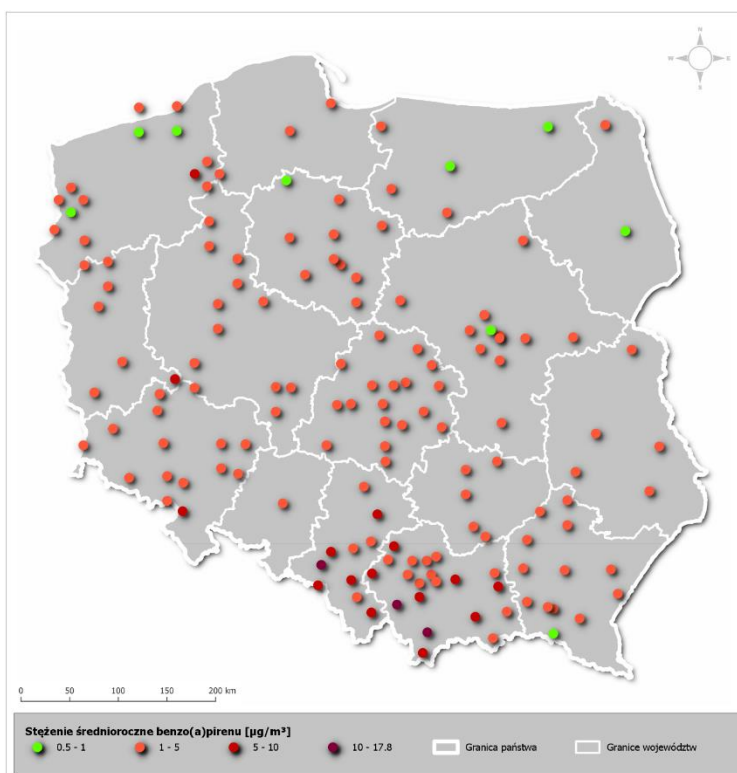 N
W E
S
0 50 100 150 200 km
Stężenie średnioroczne benzo(a)pirenu [µg/m³]
0.5 - 1 1 - 5 5 - 10 10 - 17.8 Granica państwa Granice województw